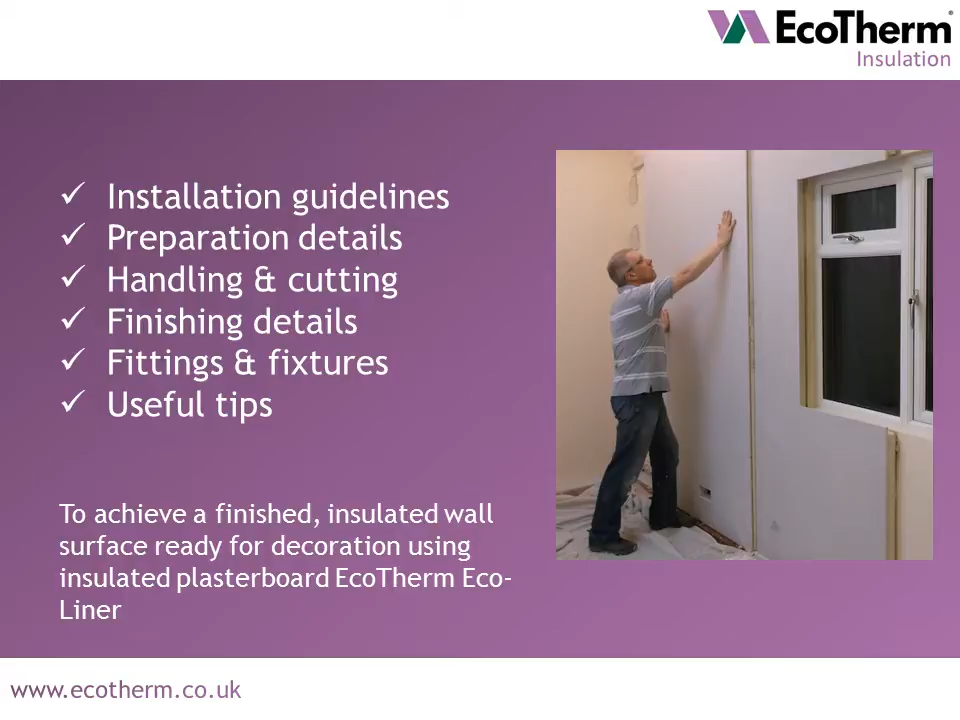 EcoTherm®
Insulation
✓ Installation guidelines
✓ Preparation details
✓ Handling & cutting
✓ Finishing details
✓ Fittings & fixtures
✓ Useful tips
To achieve a finished, insulated wall
surface ready for decoration using
insulated plasterboard EcoTherm Eco-
Liner
www.ecotherm.co.uk